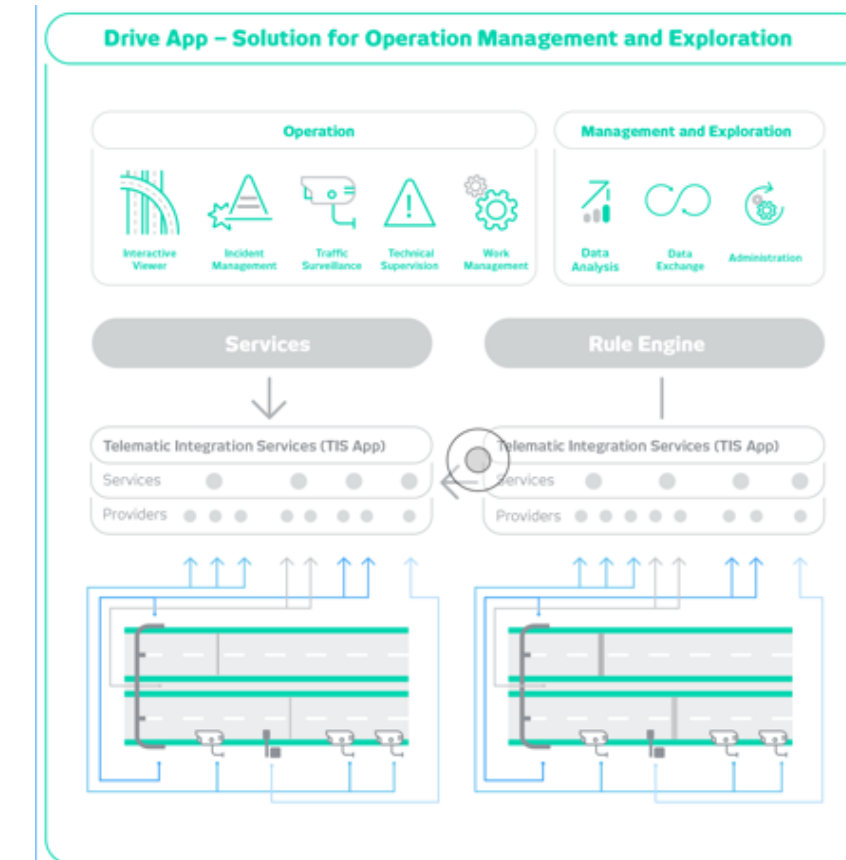 Drive App – Solution for Operation Management and Exploration
Operation
Management and Exploration
Interactive
Viewer
Incident
Management
Traffic
Surveillance
Technical
Supervision
Work
Management
Data
Analysis
Data
Exchange
Administration
Services
Rule Engine
Telematic Integration Services (TIS App)
Services
Providers
Telematic Integration Services (TIS App)
Services
Providers